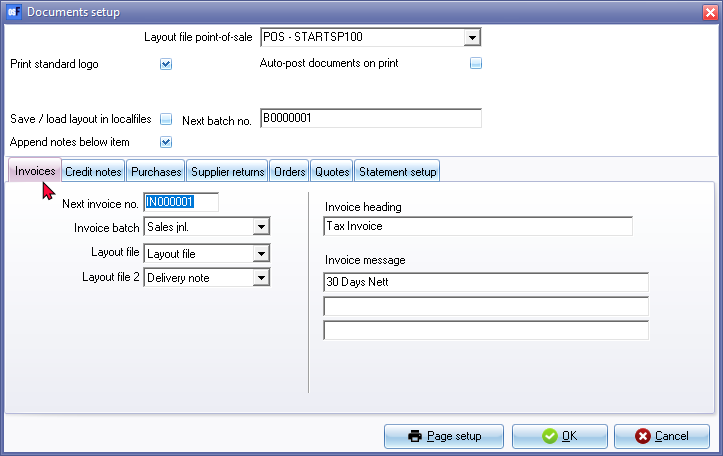 Documents setup
Layout file point-of-sale POS - STARTSP100
Print standard logo Auto-post documents on print
Save / load layout in localfiles Next batch no. B0000001
Append notes below item
Invoices Credit notes Purchases Supplier returns Orders Quotes Statement setup
Next invoice no. IN000001
Invoice batch Sales jnl.
Layout file Layout file
Layout file 2 Delivery note
Invoice heading
Tax Invoice
Invoice message
30 Days Nett
Page setup OK Cancel